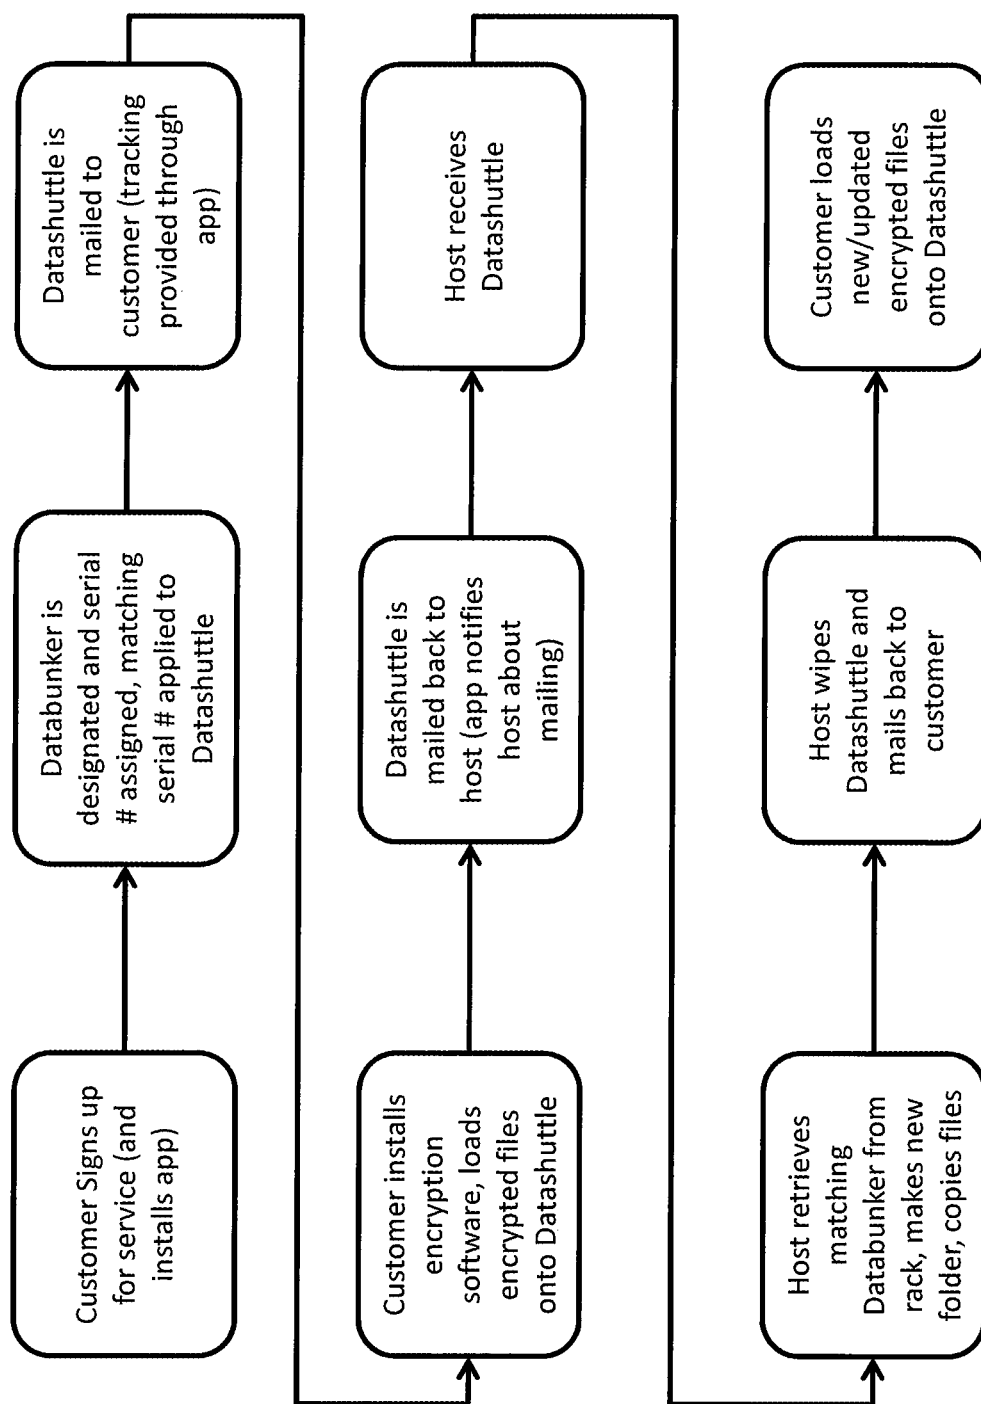 Customer Signs up
for service (and
installs app)
Databunker is
designated and serial
# assigned, matching
serial # applied to
Datashuttle
Datashuttle is
mailed to
customer (tracking
provided through
app)
Customer installs
encryption
software, loads
encrypted files
onto Datashuttle
Datashuttle is
mailed back to
host (app notifies
host about
mailing)
Host receives
Datashuttle
Host retrieves
matching
Databunker from
rack, makes new
folder, copies files
Host wipes
Datashuttle and
mails back to
customer
Customer loads
new/updated
encrypted files
onto Datashuttle